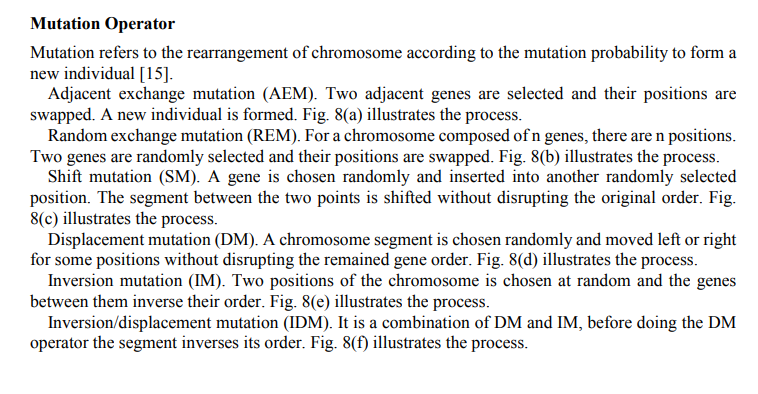 Mutation Operator
Mutation refers to the rearrangement of chromosome according to the mutation probability to form a
new individual [15].
Adjacent exchange mutation (AEM). Two adjacent genes are selected and their positions are
swapped. A new individual is formed. Fig. 8(a) illustrates the process.
Random exchange mutation (REM). For a chromosome composed of n genes, there are n positions.
Two genes are randomly selected and their positions are swapped. Fig. 8(b) illustrates the process.
Shift mutation (SM). A gene is chosen randomly and inserted into another randomly selected
position. The segment between the two points is shifted without disrupting the original order. Fig.
8(c) illustrates the process.
Displacement mutation (DM). A chromosome segment is chosen randomly and moved left or right
for some positions without disrupting the remained gene order. Fig. 8(d) illustrates the process.
Inversion mutation (IM). Two positions of the chromosome is chosen at random and the genes
between them inverse their order. Fig. 8(e) illustrates the process.
Inversion/displacement mutation (IDM). It is a combination of DM and IM, before doing the DM
operator the segment inverses its order. Fig. 8(f) illustrates the process.